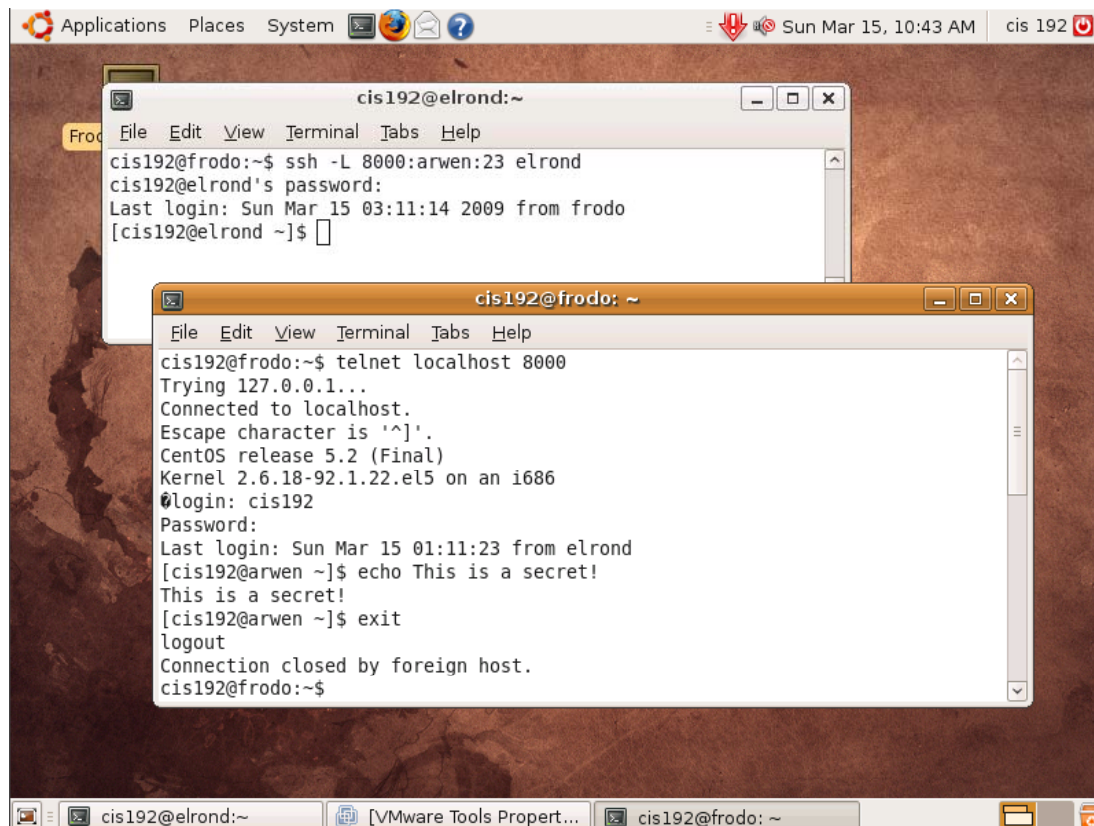 Applications Places System Sun Mar 15, 10:43 AM cis 192
Frod
cis192@elrond:~
File Edit View Terminal Tabs Help
cis192@frodo:~$ ssh -L 8000:arwen:23 elrond
cis192@elrond's password:
Last login: Sun Mar 15 03:11:14 2009 from frodo
[cis192@elrond ~]$
cis192@frodo: ~
File Edit View Terminal Tabs Help
cis192@frodo:~$ telnet localhost 8000
Trying 127.0.0.1...
Connected to localhost.
Escape character is '^]'.
CentOS release 5.2 (Final)
Kernel 2.6.18-92.1.22.el5 on an i686
�login: cis192
Password:
Last login: Sun Mar 15 01:11:23 from elrond
[cis192@arwen ~]$ echo This is a secret!
This is a secret!
[cis192@arwen ~]$ exit
logout
Connection closed by foreign host.
cis192@frodo:~$
cis192@elrond:~ [VMware Tools Propert... cis192@frodo: ~